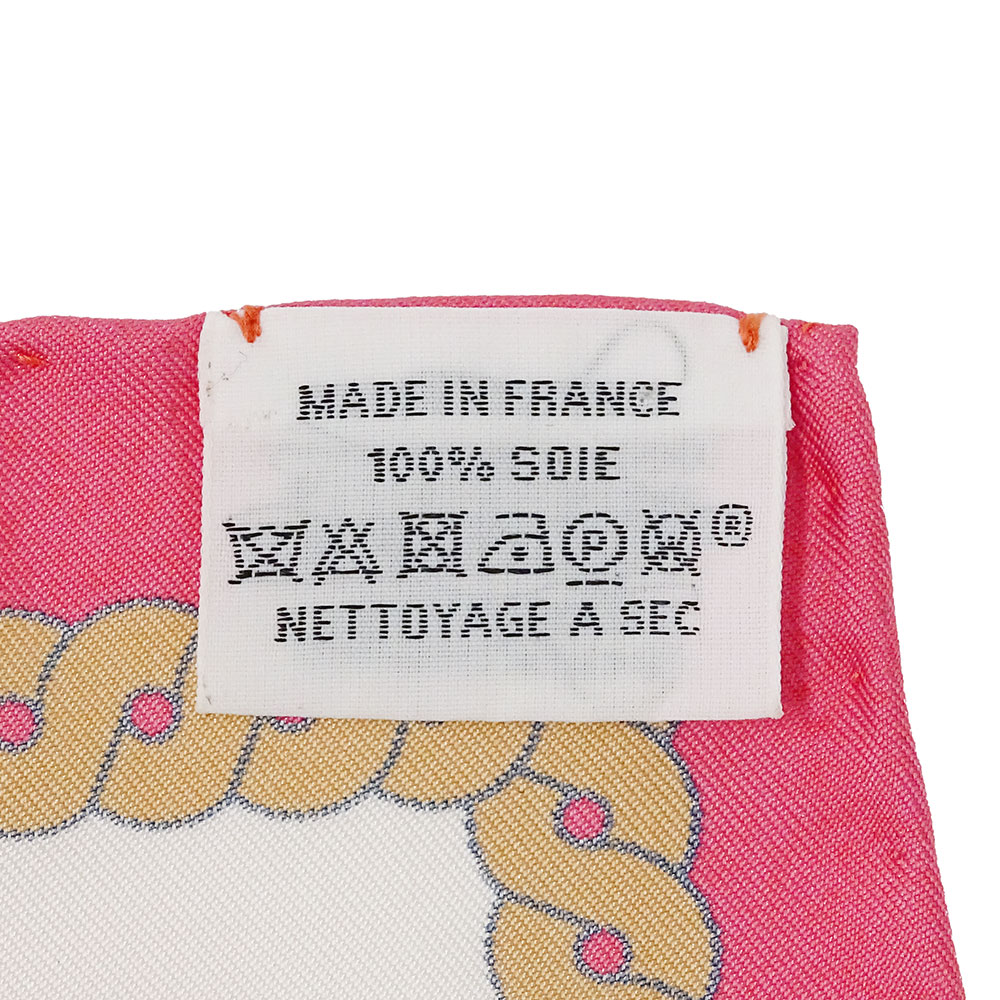 MADE IN FRANCE
100% SOIE
P ®
NETTOYAGE A SEC